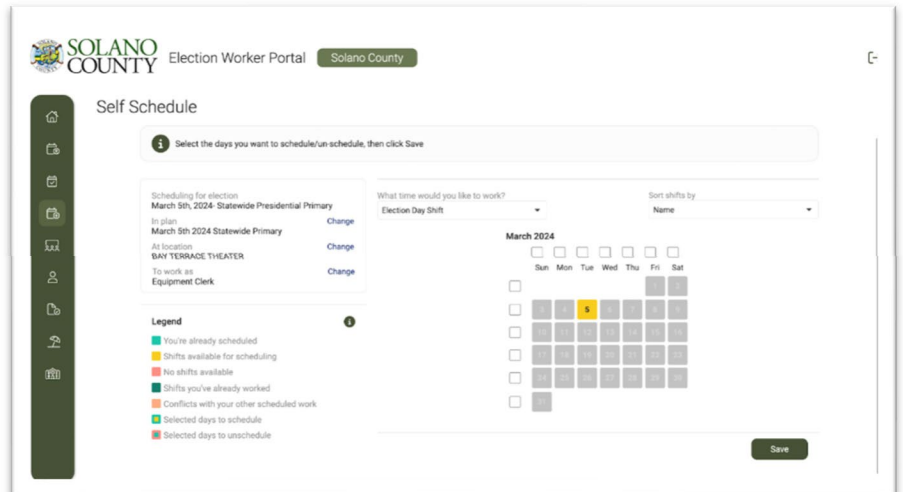 SOLANO
COUNTY
Election Worker Portal
Solano County
Self Schedule
i Select the days you want to schedule/un-schedule, then click Save
Scheduling for election
March 5th, 2024- Statewide Presidential Primary
In plan Change
March 5th 2024 Statewide Primary
At location Change
BAY TERRACE THEATER
To work as Change
Equipment Clerk
Legend i
You're already scheduled
Shifts available for scheduling
No shifts available
Shifts you've already worked
Conflicts with your other scheduled work
Selected days to schedule
Selected days to unschedule
What time would you like to work?
Election Day Shift
Sort shifts by
Name
March 2024
Sun Mon Tue Wed Thu Fri Sat
1 2
3 4 5 6 7 8 9
10 11 12 13 14 15 16
17 18 19 20 21 22 23
24 25 26 27 28 29 30
31
Save